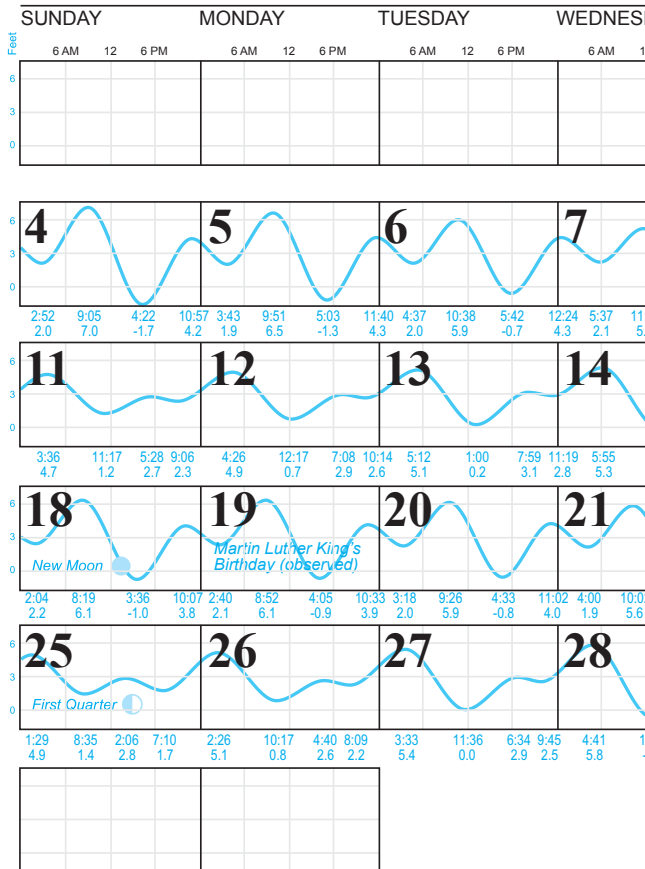 SUNDAY MONDAY TUESDAY WEDNES
Feet
6 AM 12 6 PM 6 AM 12 6 PM 6 AM 12 6 PM 6 AM 1
6
3
0
4 5 6 7
6
3
0
2:52 9:05 4:22 10:57 3:43 9:51 5:03 11:40 4:37 10:38 5:42 12:24 5:37 11
2.0 7.0 -1.7 4.2 1.9 6.5 -1.3 4.3 2.0 5.9 -0.7 4.3 2.1 5.
11 12 13 14
6
3
0
3:36 11:17 5:28 9:06 4:26 12:17 7:08 10:14 5:12 1:00 7:59 11:19 5:55
4.7 1.2 2.7 2.3 4.9 0.7 2.9 2.6 5.1 0.2 3.1 2.8 5.3
18 19 20 21
6
3
0
Martin Luther King's
New Moon Birthday (observed)
2:04 8:19 3:36 10:07 2:40 8:52 4:05 10:33 3:18 9:26 4:33 11:02 4:00 10:0
2.2 6.1 -1.0 3.8 2.1 6.1 -0.9 3.9 2.0 5.9 -0.8 4.0 1.9 5.6
25 26 27 28
6
3
0
First Quarter
1:29 8:35 2:06 7:10 2:26 10:17 4:40 8:09 3:33 11:36 6:34 9:45 4:41 1
4.9 1.4 2.8 1.7 5.1 0.8 2.6 2.2 5.4 0.0 2.9 2.5 5.8 -